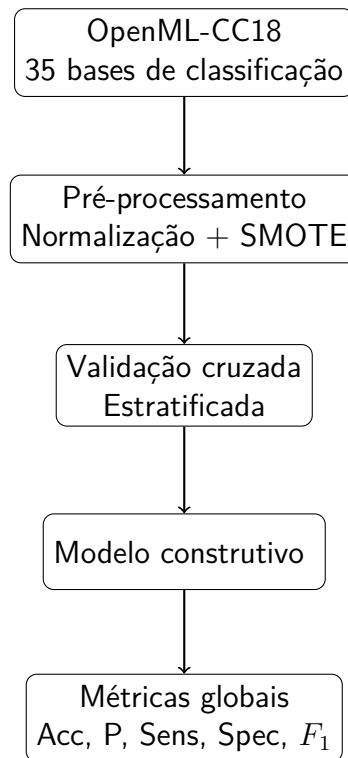 OpenML-CC18
35 bases de classificação
Pré-processamento
Normalização + SMOTE
Validação cruzada
Estratificada
Modelo construtivo
Métricas globais
Acc, P, Sens, Spec, F₁